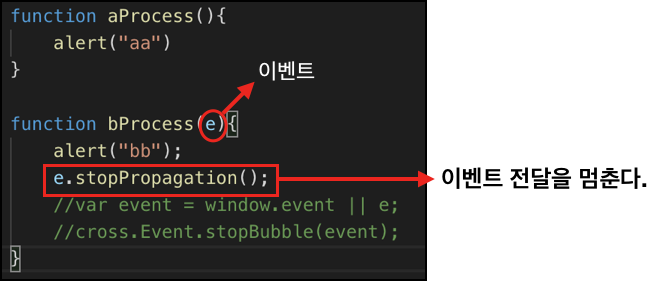 function aProcess(){
alert("aa")
}
이벤트
function bProcess(e){
alert("bb");
e.stopPropagation();
이벤트 전달을 멈춘다.
//var event = window.event || e;
//cross.Event.stopBubble(event);
}